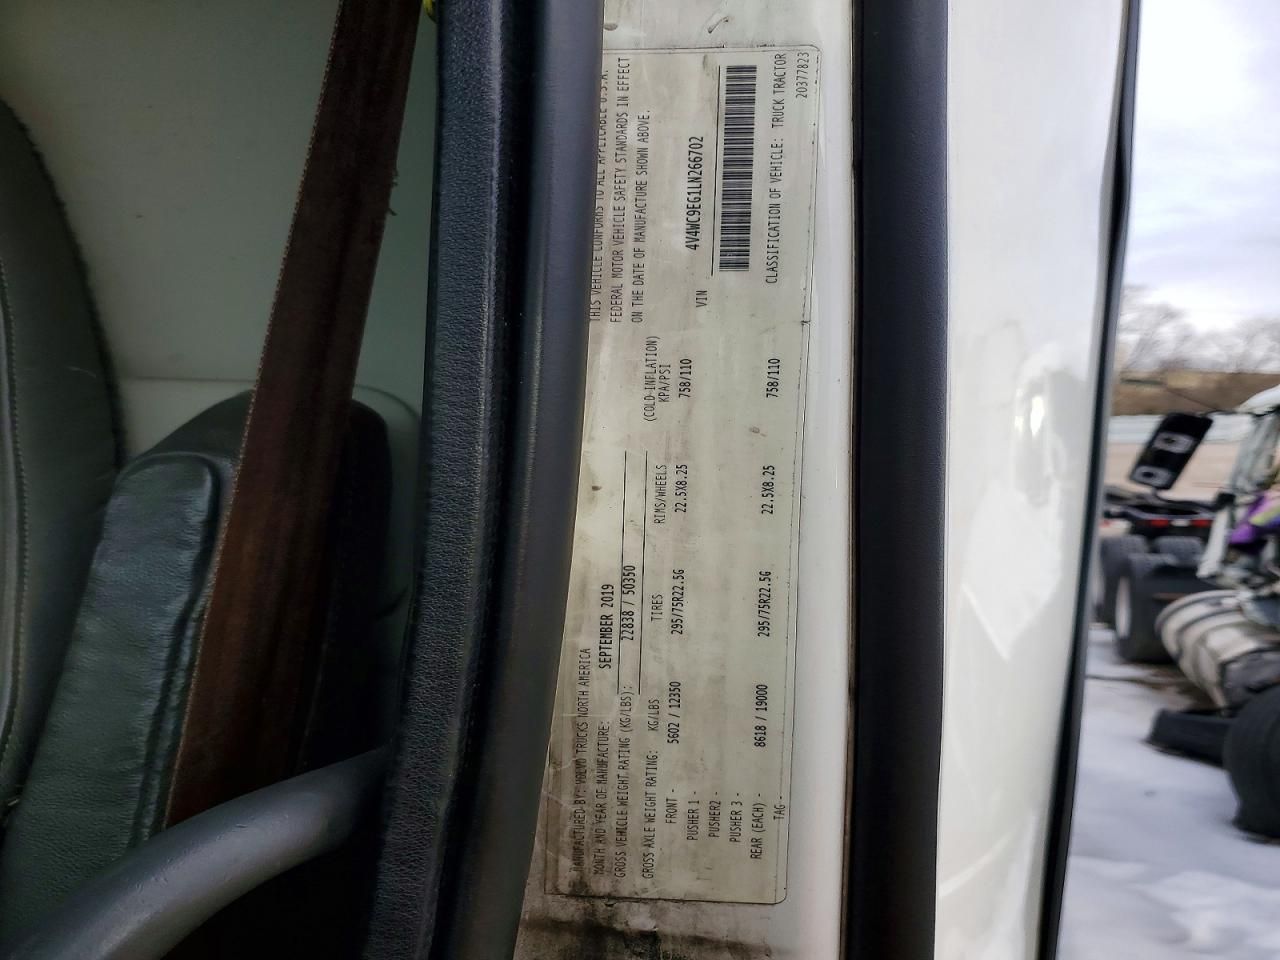 MANUFACTURED BY: VOLVO TRUCKS NORTH AMERICA
MONTH AND YEAR OF MANUFACTURE: SEPTEMBER 2019
GROSS VEHICLE WEIGHT RATING (KG/LBS): 22838 / 50350
GROSS AXLE WEIGHT RATING: KG/LBS TIRES RIMS/WHEELS (COLD INFLATION) KPA/PSI
FRONT - 5602 / 12350 295/75R22.5G 22.5X8.25 758/110
PUSHER 1 -
PUSHER2 -
PUSHER 3 -
REAR (EACH) - 8618 / 19000 295/75R22.5G 22.5X8.25 758/110
TAG -
THIS VEHICLE CONFORMS TO ALL APPLICABLE U.S.A.
FEDERAL MOTOR VEHICLE SAFETY STANDARDS IN EFFECT
ON THE DATE OF MANUFACTURE SHOWN ABOVE.
VIN 4V4WC9EG1LN266702
CLASSIFICATION OF VEHICLE: TRUCK TRACTOR
20377823